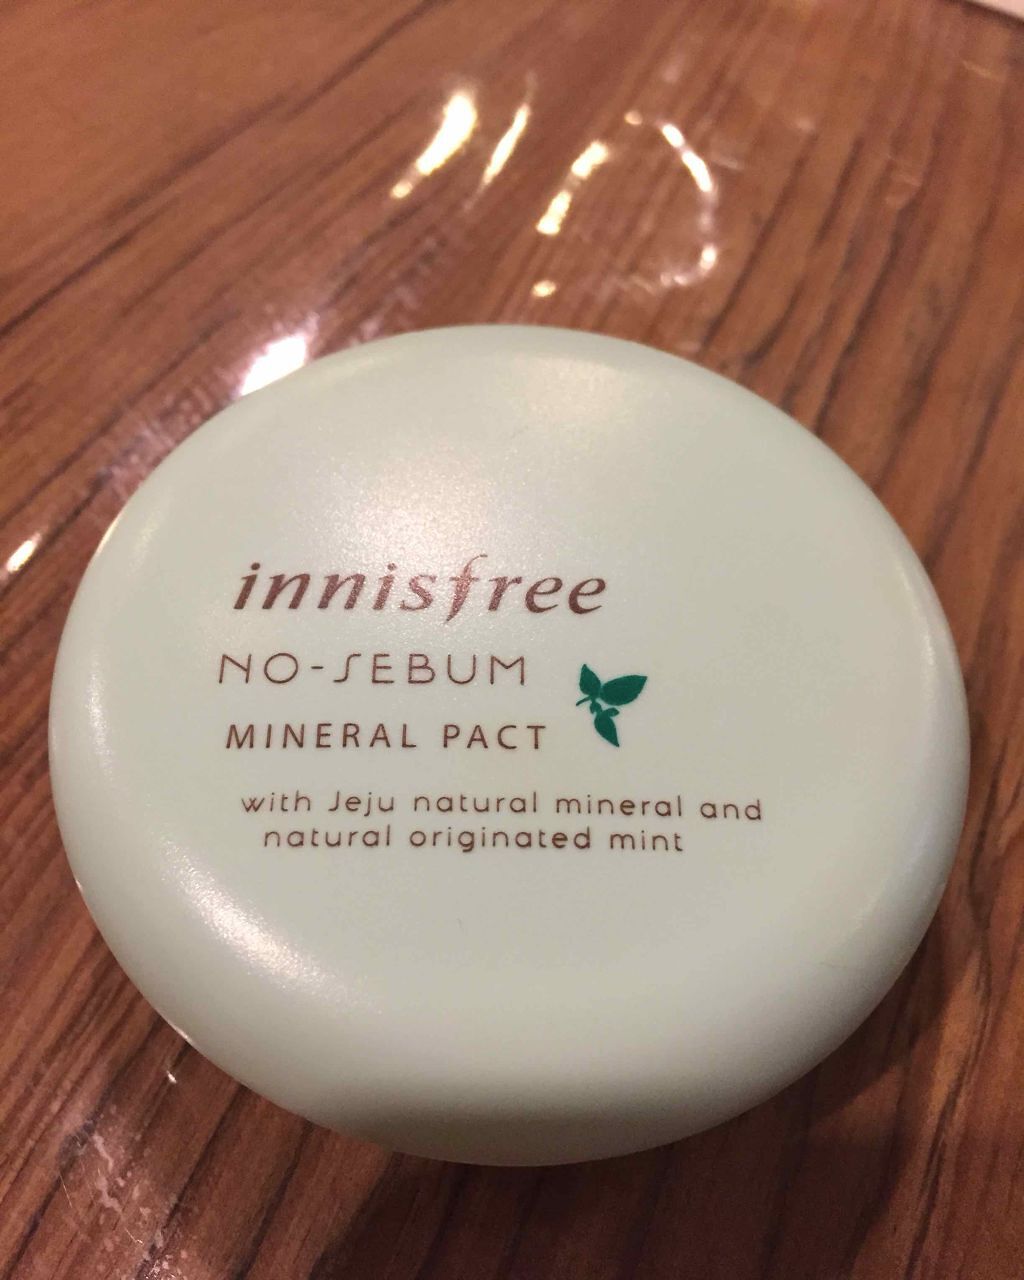 innisfree
NO-SEBUM
MINERAL PACT
with Jeju natural mineral and
natural originated mint